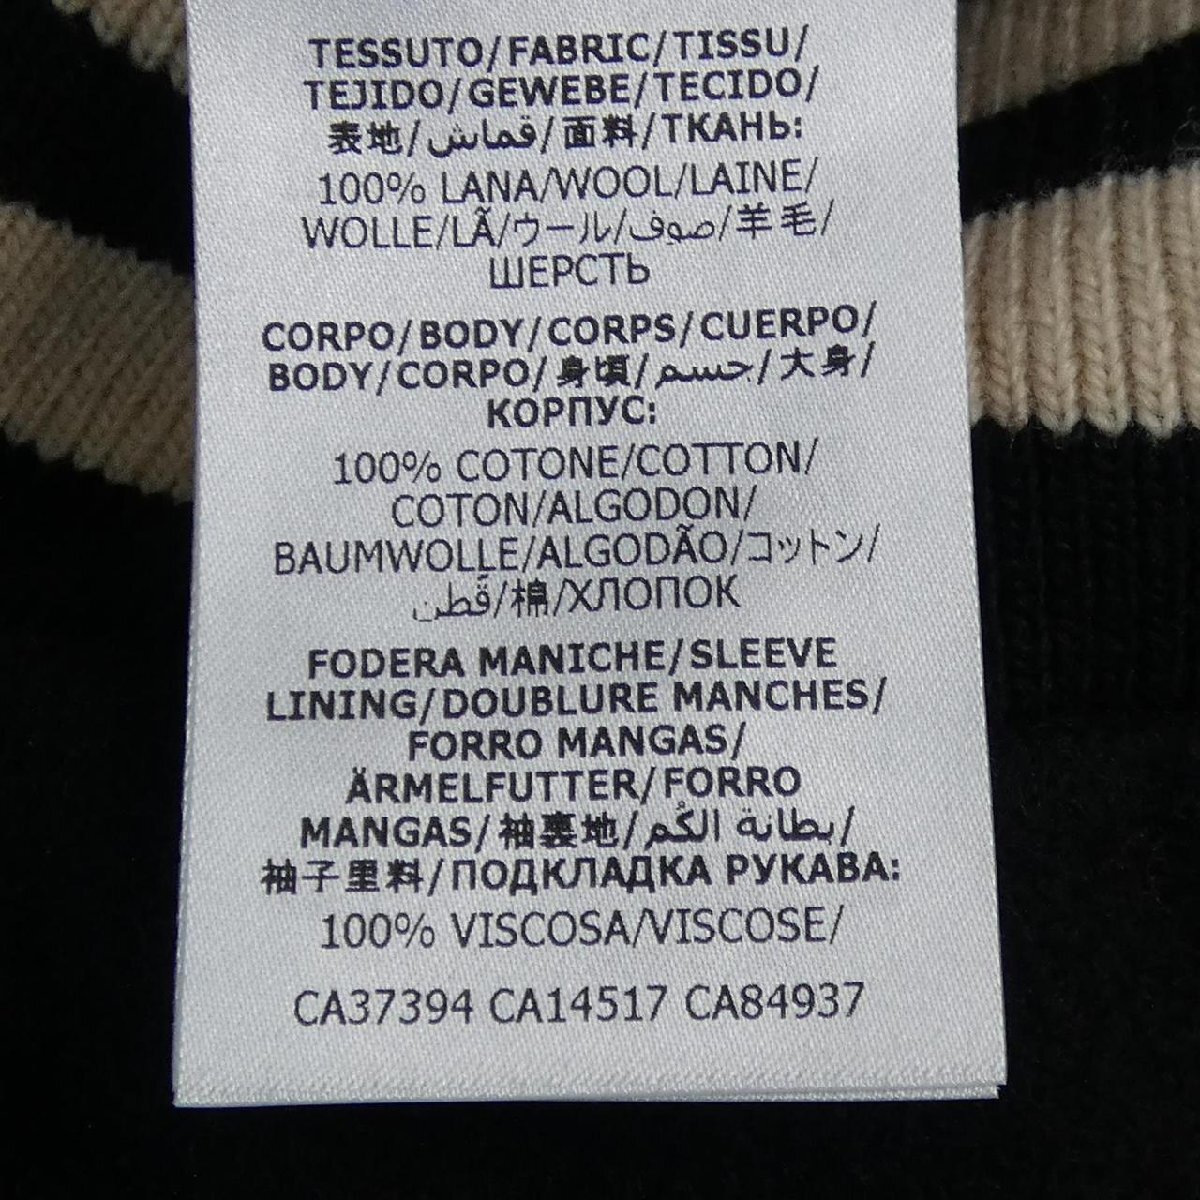 TESSUTO/FABRIC/TISSU/
TEJIDO/GEWEBE/TECIDO/
表地/قماش/面料/ТКАНЬ:
100% LANA/WOOL/LAINE/
WOLLE/LÃ/ウール/صوف/羊毛/
ШЕРСТЬ
CORPO/BODY/CORPS/CUERPO/
BODY/CORPO/身頃/جسم/大身/
КОРПУС:
100% COTONE/COTTON/
COTON/ALGODON/
BAUMWOLLE/ALGODÃO/コットン/
قُطن/棉/ХЛОПОК
FODERA MANICHE/SLEEVE
LINING/DOUBLURE MANCHES/
FORRO MANGAS/
ÄRMELFUTTER/FORRO
MANGAS/袖裏地/بطانة الكُم/
袖子里料/ПОДКЛАДКА РУКАВА:
100% VISCOSA/VISCOSE/
CA37394 CA14517 CA84937